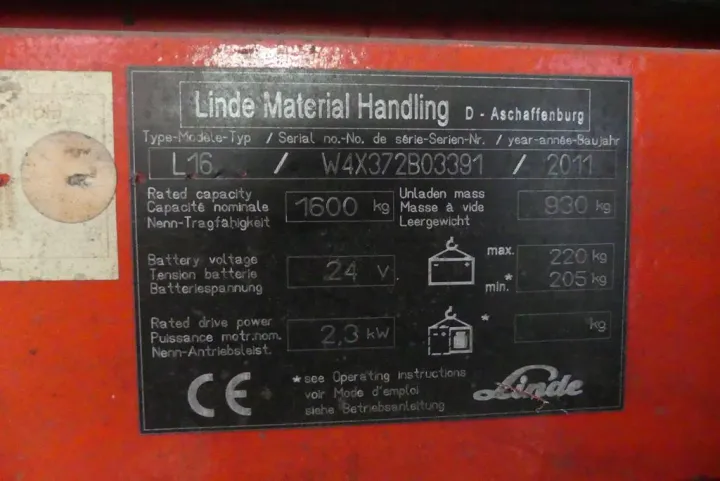 Linde Material Handling D - Aschaffenburg
Type-Modèle-Typ / Serial no.-No. de série-Serien-Nr. / year-année-Baujahr
L16 / W4X372B03391 / 2011
Rated capacity
Capacité nominale
Nenn-Tragfähigkeit
1600 kg
Unladen mass
Masse à vide
Leergewicht
930 kg
Battery voltage
Tension batterie
Batteriespannung
24 V
max. 220 kg
* min. 205 kg
Rated drive power
Puissance motr.nom.
Nenn-Antriebsleist.
2,3 kW
* kg
CE
*see Operating instructions
voir Mode d'emploi
siehe Betriebsanleitung
Linde